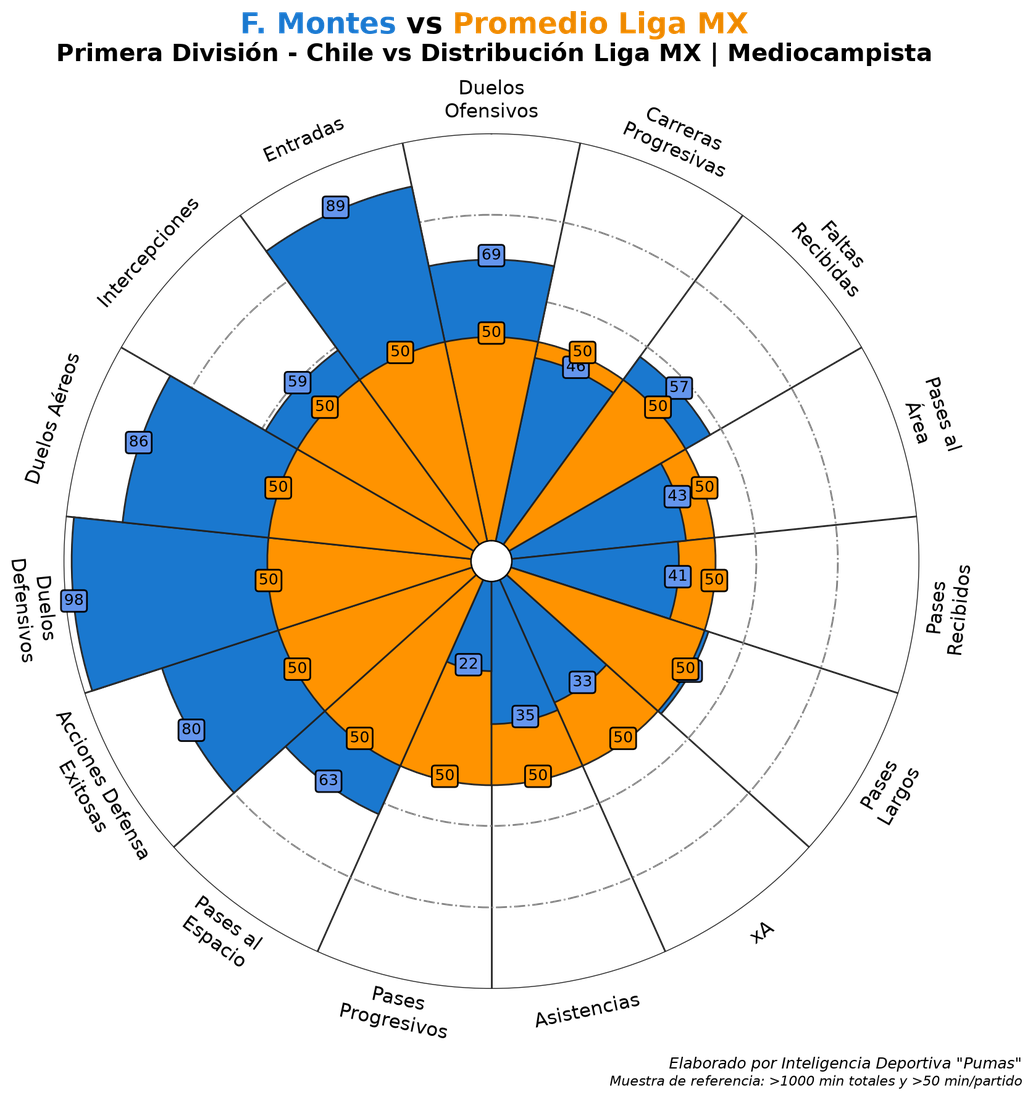 F. Montes vs Promedio Liga MX
Primera División - Chile vs Distribución Liga MX | Mediocampista
Duelos
Ofensivos
69
50
Carreras
Progresivas
46
50
Faltas
Recibidas
57
50
Pases al
Área
43
50
Pases
Recibidos
41
50
Pases
Largos
50
xA
33
50
Asistencias
35
50
Pases
Progresivos
22
50
Pases al
Espacio
63
50
Acciones Defensa
Exitosas
80
50
Duelos
Defensivos
98
50
Duelos Aéreos
86
50
Intercepciones
59
50
Entradas
89
50
Elaborado por Inteligencia Deportiva "Pumas"
Muestra de referencia: >1000 min totales y >50 min/partido